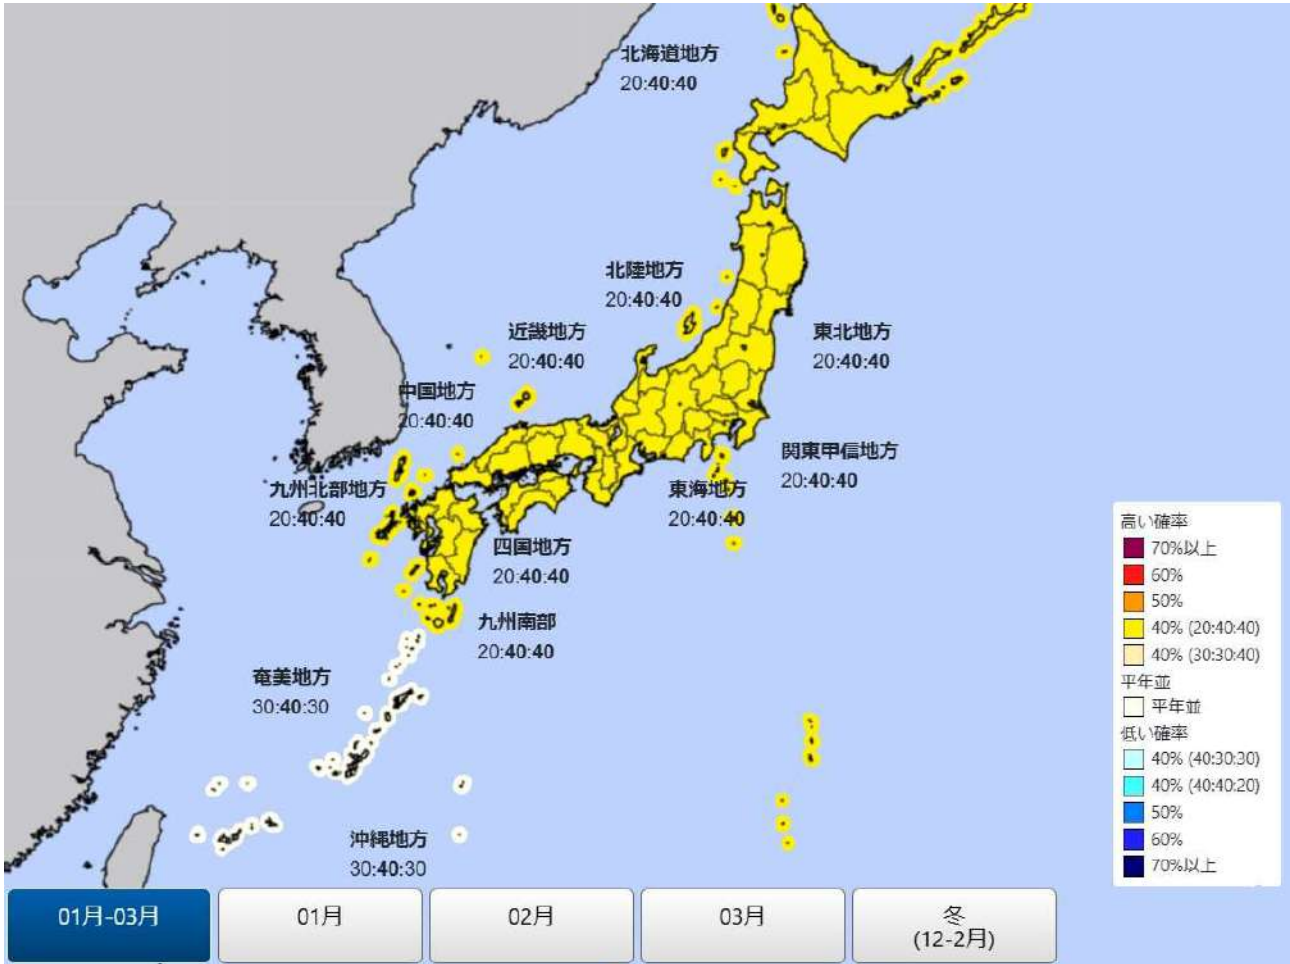 北海道地方
20:40:40
北陸地方
20:40:40
近畿地方
20:40:40
東北地方
20:40:40
中国地方
20:40:40
関東甲信地方
20:40:40
九州北部地方
20:40:40
東海地方
20:40:40
四国地方
20:40:40
九州南部
20:40:40
奄美地方
30:40:30
沖縄地方
30:40:30
高い確率
70%以上
60%
50%
40% (20:40:40)
40% (30:30:40)
平年並
平年並
低い確率
40% (40:30:30)
40% (40:40:20)
50%
60%
70%以上
01月-03月
01月
02月
03月
冬
(12-2月)